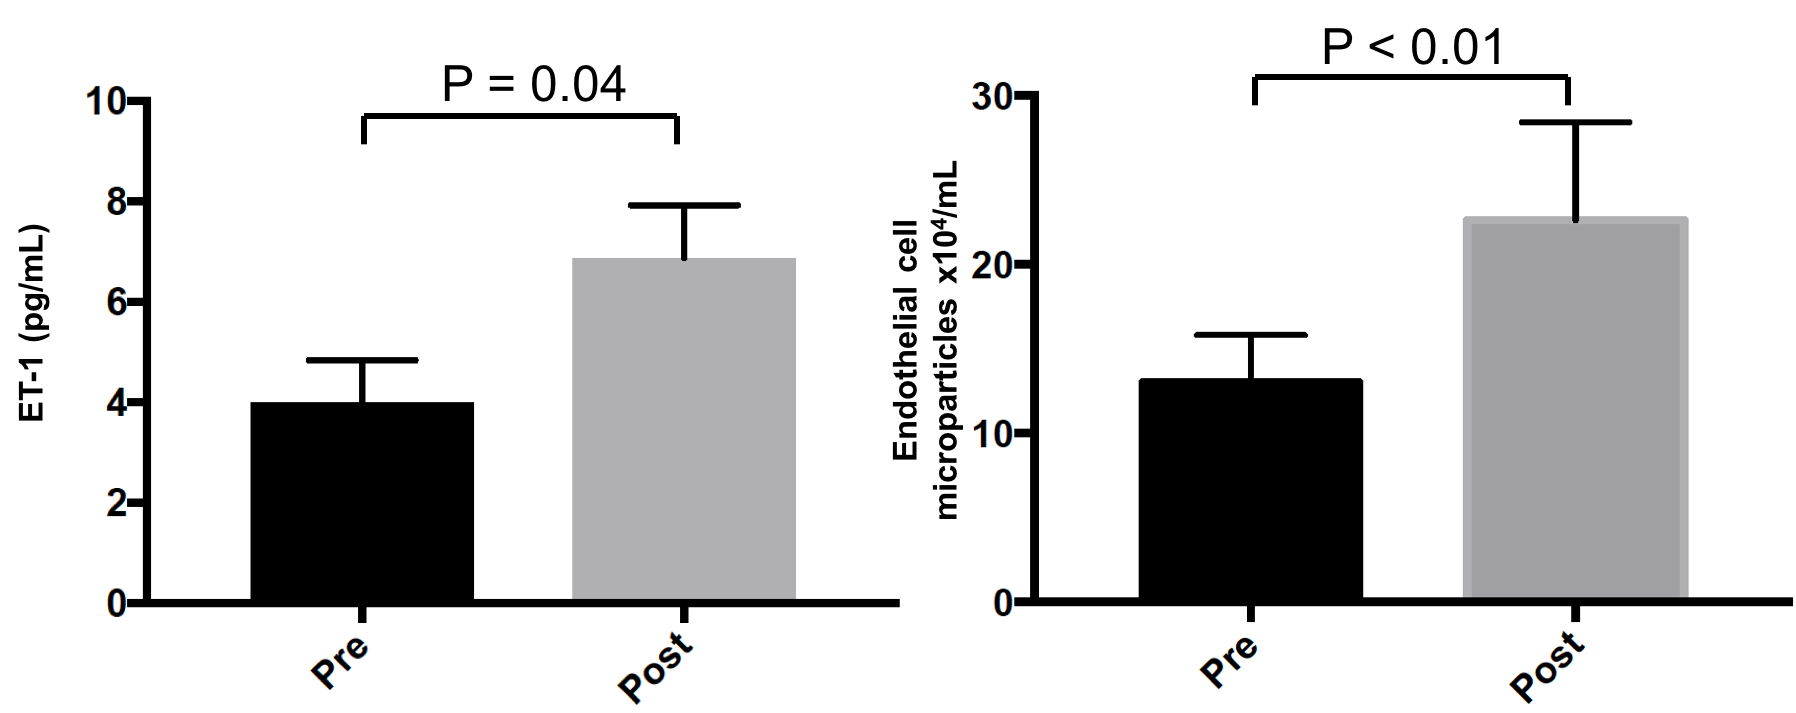 P = 0.04
10
8
6
4
2
0
ET-1 (pg/mL)
Pre
Post
P < 0.01
30
20
10
0
Endothelial cell
microparticles x10⁴/mL
Pre
Post